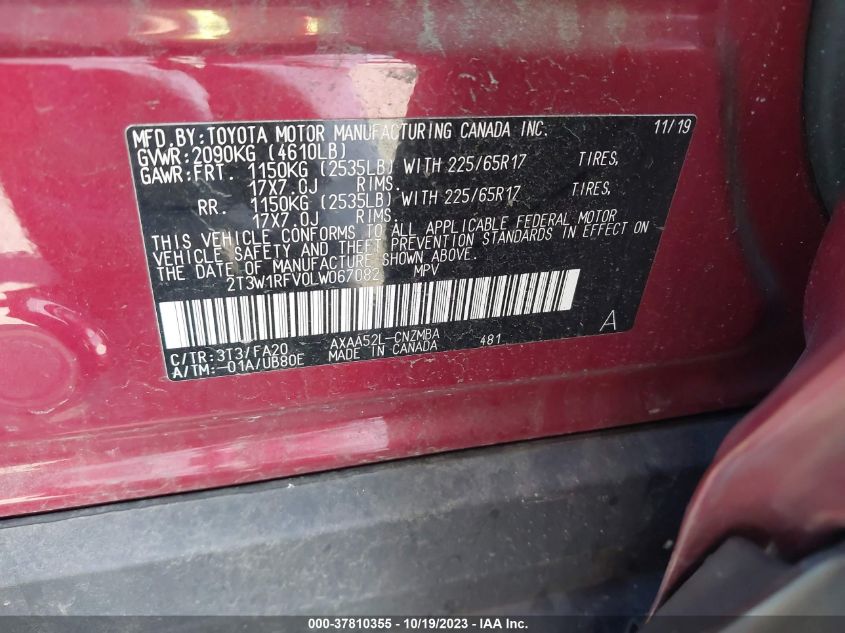 MFD.BY:TOYOTA MOTOR MANUFACTURING CANADA INC. 11/19
GVWR:2090KG (4610LB)
GAWR:FRT. 1150KG (2535LB) WITH 225/65R17 TIRES,
17X7.0J RIMS.
RR. 1150KG (2535LB) WITH 225/65R17 TIRES,
17X7.0J RIMS.
THIS VEHICLE CONFORMS TO ALL APPLICABLE FEDERAL MOTOR
VEHICLE SAFETY AND THEFT PREVENTION STANDARDS IN EFFECT ON
THE DATE OF MANUFACTURE SHOWN ABOVE.
2T3W1RFV0LW067082 MPV
A
C/TR:3T3/FA20 AXAA52L-CNZMBA 481
A/TM:-01A/UB80E MADE IN CANADA
000-37810355 - 10/19/2023 - IAA Inc.